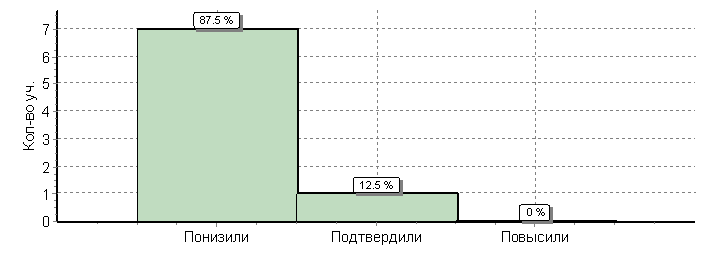 87.5 %
7
6
5
4
3
2
1
0
Кол-во уч.
12.5 %
0 %
Понизили
Подтвердили
Повысили